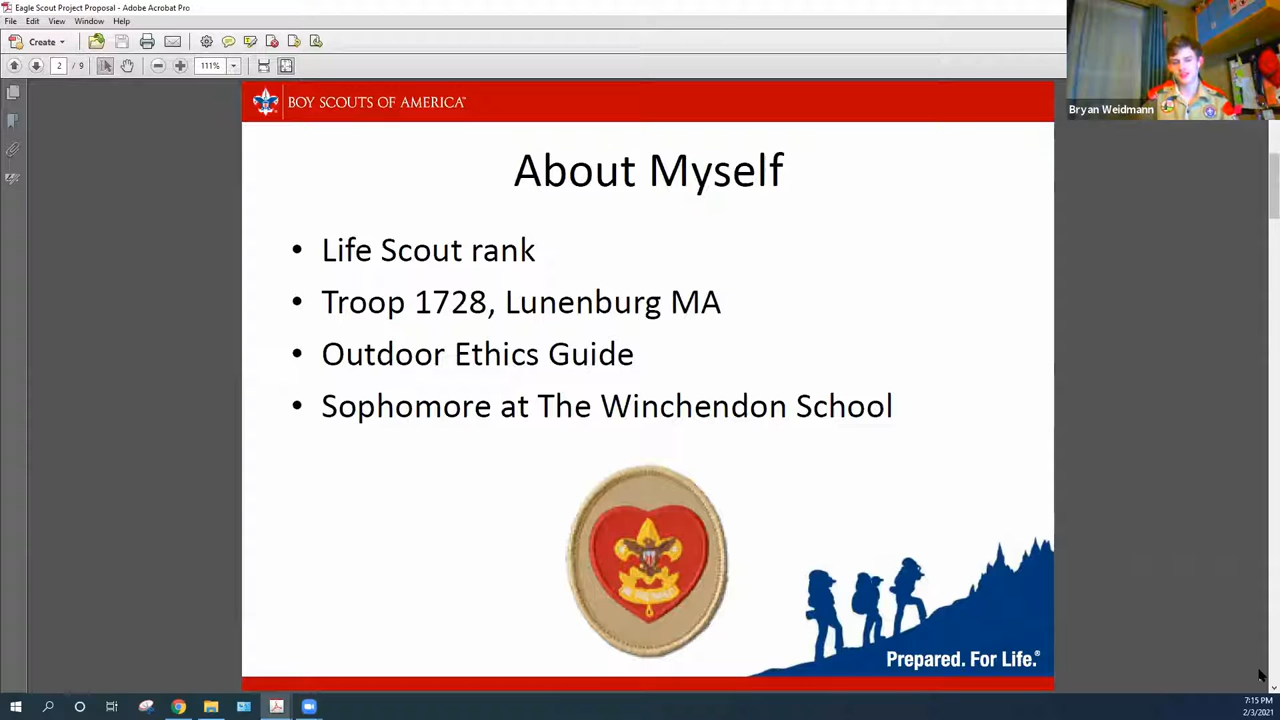 Eagle Scout Project Proposal - Adobe Acrobat Pro
File Edit View Window Help
Create
2 / 9
111%
Bryan Weidmann
BOY SCOUTS OF AMERICA™
About Myself
• Life Scout rank
• Troop 1728, Lunenburg MA
• Outdoor Ethics Guide
• Sophomore at The Winchendon School
Prepared. For Life.®
7:15 PM
2/3/2021